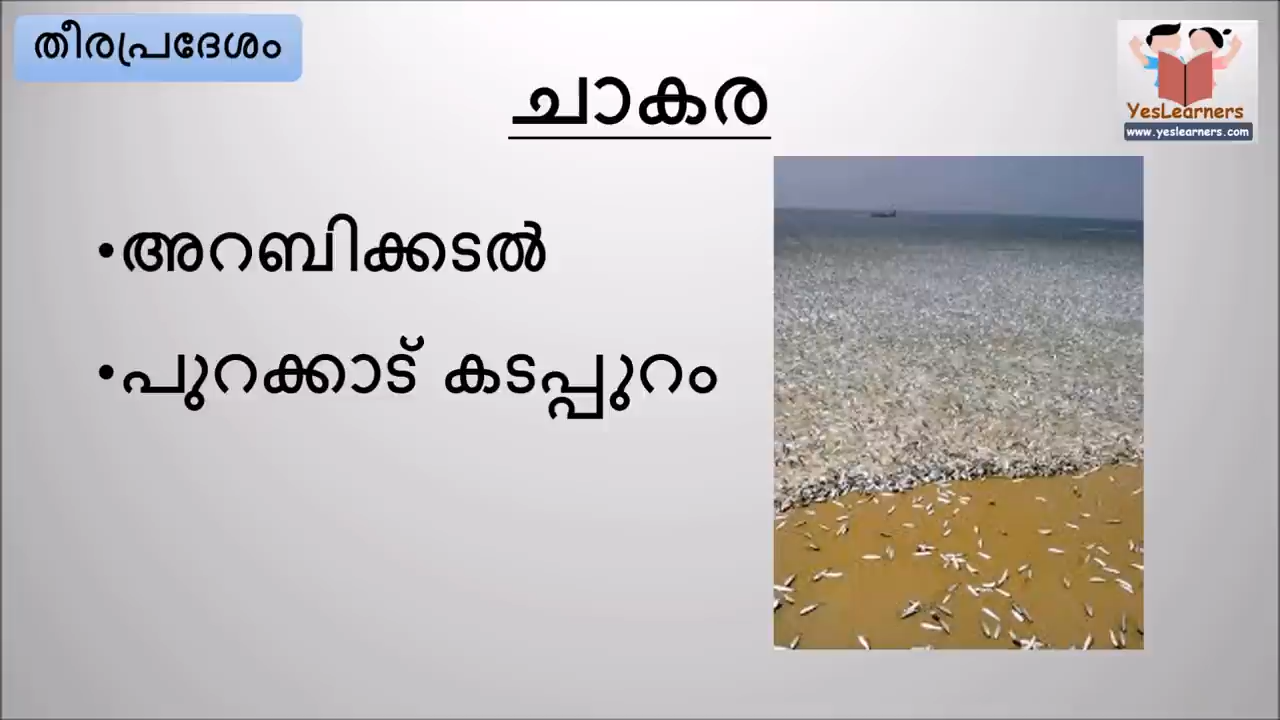 തീരപ്രദേശം
ചാകര
YesLearners
www.yeslearners.com
•അറബിക്കടൽ
•പുറക്കാട് കടപ്പുറം